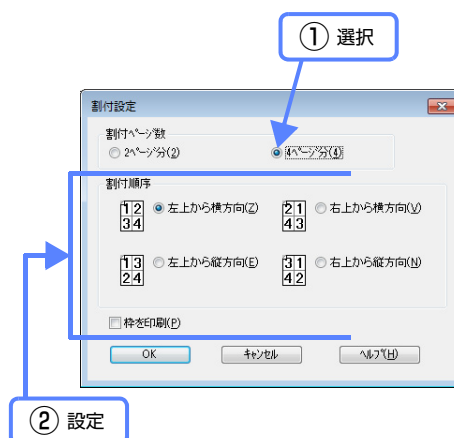 ① 選択
割付設定
割付ページ数
2ページ分(2)
4ページ分(4)
割付順序
12
34
左上から横方向(Z)
21
43
右上から横方向(V)
13
24
左上から縦方向(E)
31
42
右上から縦方向(N)
枠を印刷(P)
OK
キャンセル
ヘルプ(H)
② 設定